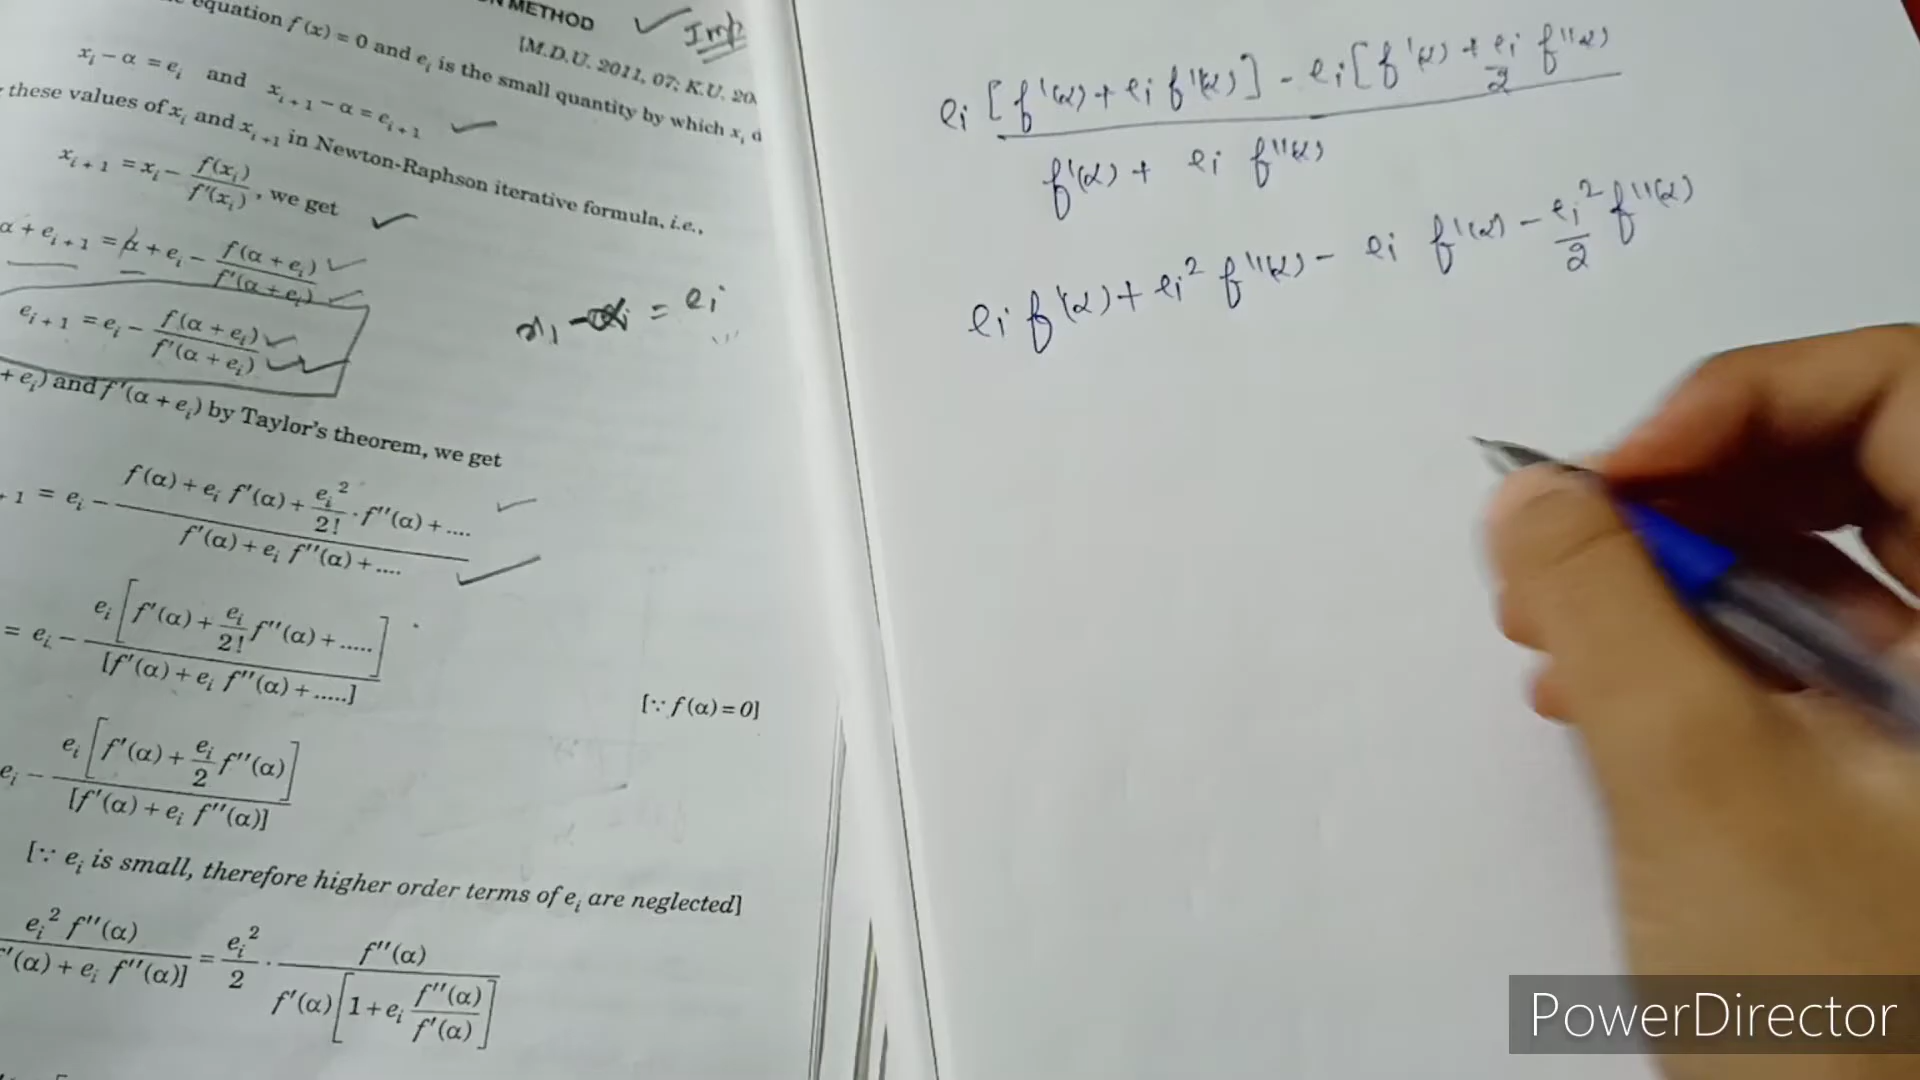 ON METHOD ✓ Imp
[M.D.U. 2011, 07; K.U. 20
equation f(x) = 0 and eᵢ is the small quantity by which xᵢ d
xᵢ − α = eᵢ and xᵢ₊₁ − α = eᵢ₊₁
these values of xᵢ and xᵢ₊₁ in Newton-Raphson iterative formula, i.e.,
xᵢ₊₁ = xᵢ − f(xᵢ)/f′(xᵢ), we get
α + eᵢ₊₁ = α + eᵢ − f(α + eᵢ)/f′(α + eᵢ)
eᵢ₊₁ = eᵢ − f(α + eᵢ)/f′(α + eᵢ)
+ eᵢ) and f′(α + eᵢ) by Taylor's theorem, we get
+1 = eᵢ − (f(α) + eᵢ f′(α) + eᵢ²/2! · f″(α) + ....)/(f′(α) + eᵢ f″(α) + ....)
= eᵢ − eᵢ[f′(α) + eᵢ/2! f″(α) + .....]/[f′(α) + eᵢ f″(α) + .....]
[∵ f(α) = 0]
eᵢ − eᵢ[f′(α) + eᵢ/2 f″(α)]/[f′(α) + eᵢ f″(α)]
[∵ eᵢ is small, therefore higher order terms of eᵢ are neglected]
eᵢ² f″(α)/′(α) + eᵢ f″(α)] = eᵢ²/2 · f″(α)/f′(α)[1 + eᵢ f″(α)/f′(α)]
= eᵢ
eᵢ [f′(α) + eᵢ f″(α)] − eᵢ [f′(α) + eᵢ/2 f″(α)
f′(α) + eᵢ f″(α)
eᵢ f′(α) + eᵢ² f″(α) − eᵢ f′(α) − eᵢ²/2 f″(α)
PowerDirector